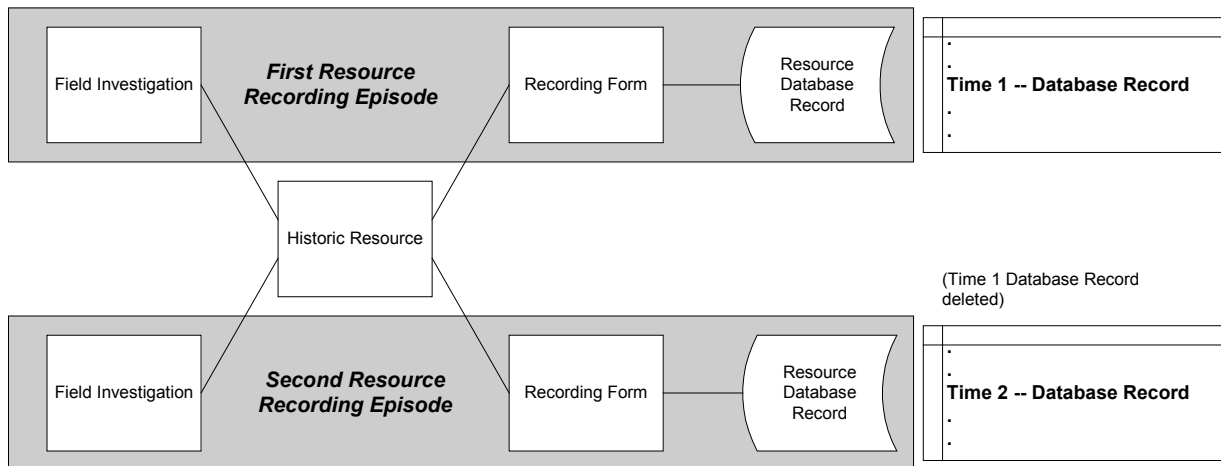 Field Investigation
First Resource
Recording Episode
Recording Form
Resource
Database
Record
.
.
Time 1 -- Database Record
.
.
Historic Resource
(Time 1 Database Record
deleted)
Field Investigation
Second Resource
Recording Episode
Recording Form
Resource
Database
Record
.
.
Time 2 -- Database Record
.
.